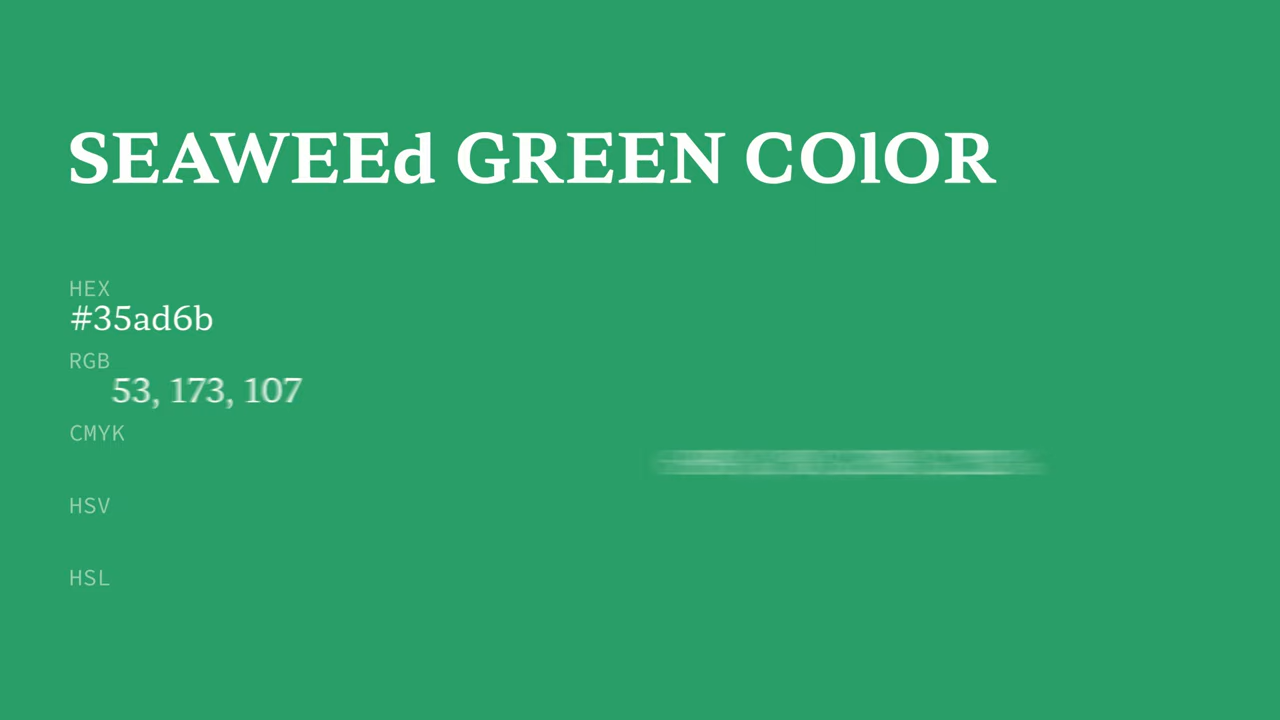 SEAWEEd GREEN COlOR
HEX
#35ad6b
RGB
53, 173, 107
CMYK
HSV
HSL